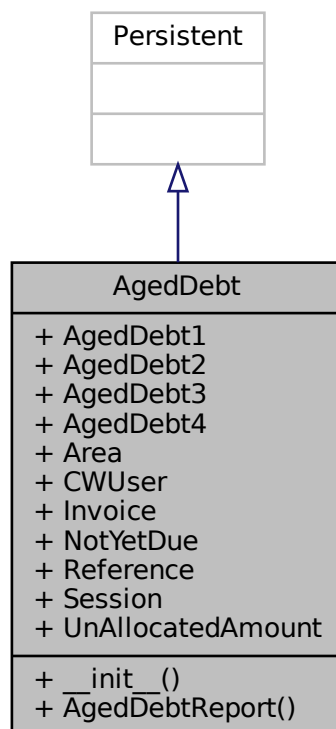 Persistent
AgedDebt
+ AgedDebt1
+ AgedDebt2
+ AgedDebt3
+ AgedDebt4
+ Area
+ CWUser
+ Invoice
+ NotYetDue
+ Reference
+ Session
+ UnAllocatedAmount
+ __init__()
+ AgedDebtReport()